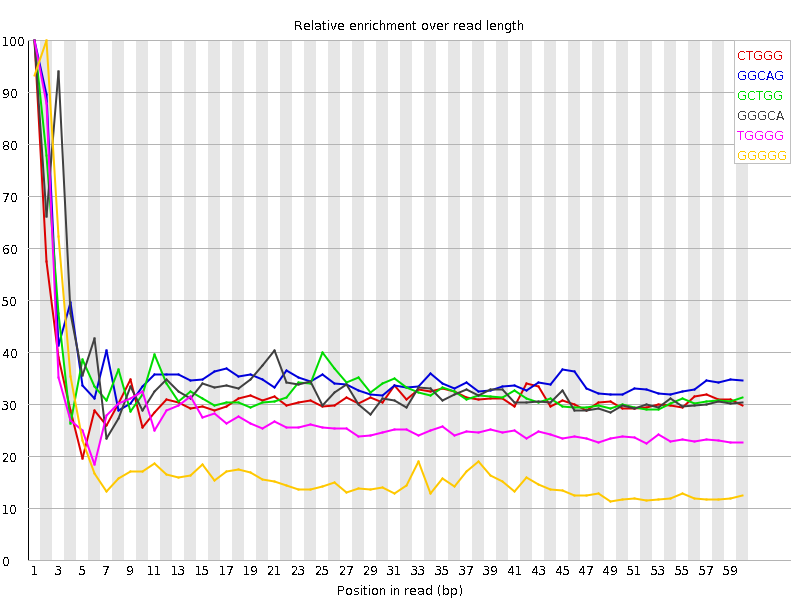 Relative enrichment over read length
100
90
80
70
60
50
40
30
20
10
0
CTGGG
GGCAG
GCTGG
GGGCA
TGGGG
GGGGG
1 3 5 7 9 11 13 15 17 19 21 23 25 27 29 31 33 35 37 39 41 43 45 47 49 51 53 55 57 59
Position in read (bp)